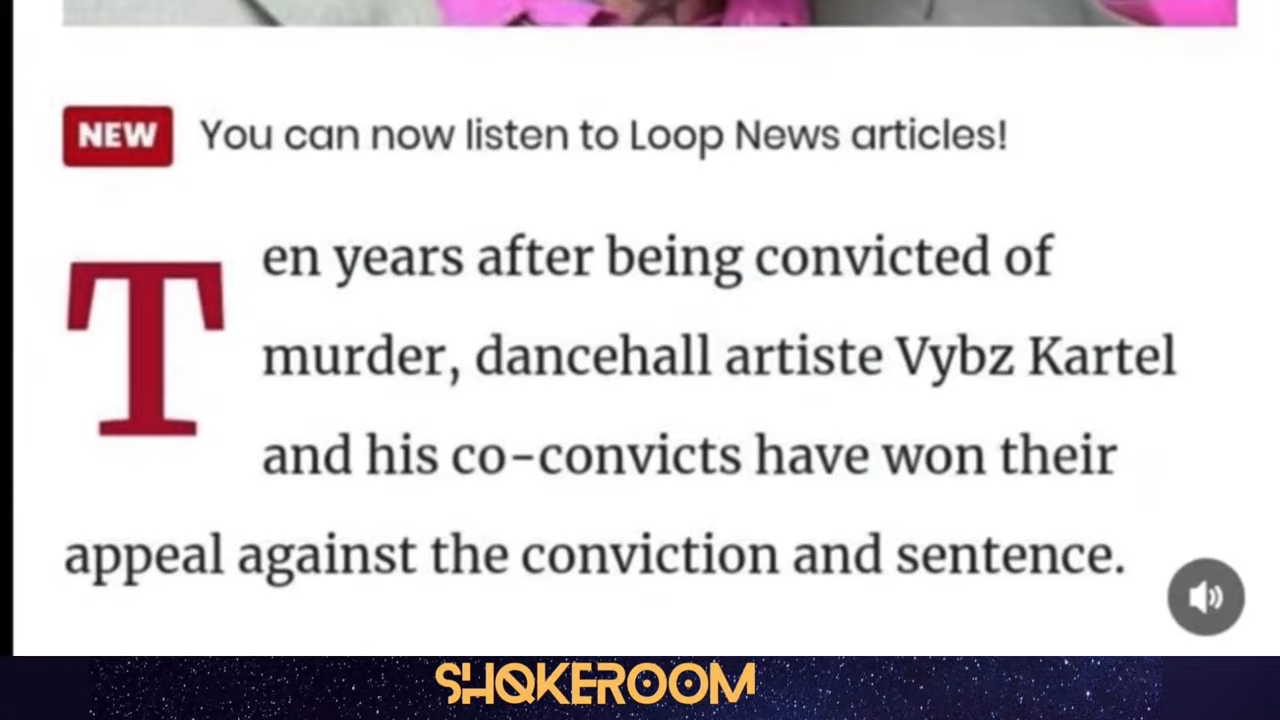 NEW You can now listen to Loop News articles!
Ten years after being convicted of
murder, dancehall artiste Vybz Kartel
and his co-convicts have won their
appeal against the conviction and sentence.
SHOKEROOM